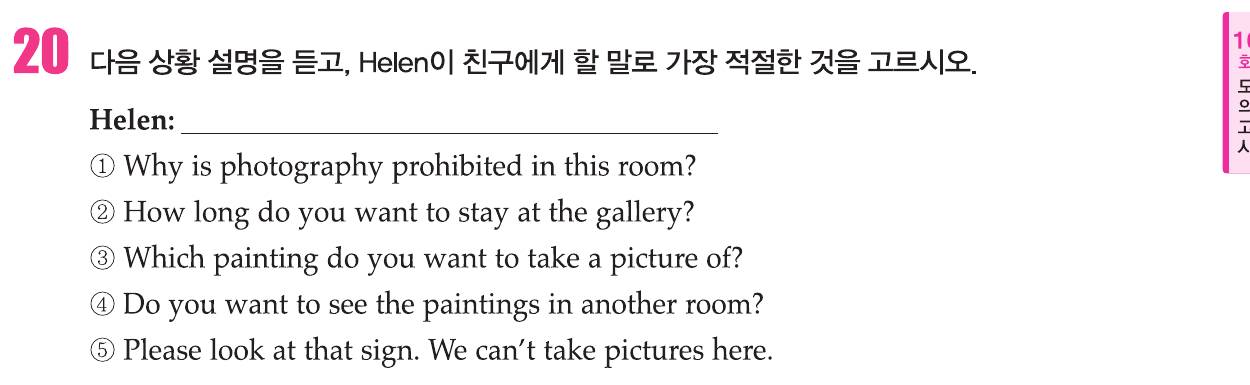 20 다음 상황 설명을 듣고, Helen이 친구에게 할 말로 가장 적절한 것을 고르시오.
Helen: ______________________________
① Why is photography prohibited in this room?
② How long do you want to stay at the gallery?
③ Which painting do you want to take a picture of?
④ Do you want to see the paintings in another room?
⑤ Please look at that sign. We can't take pictures here.